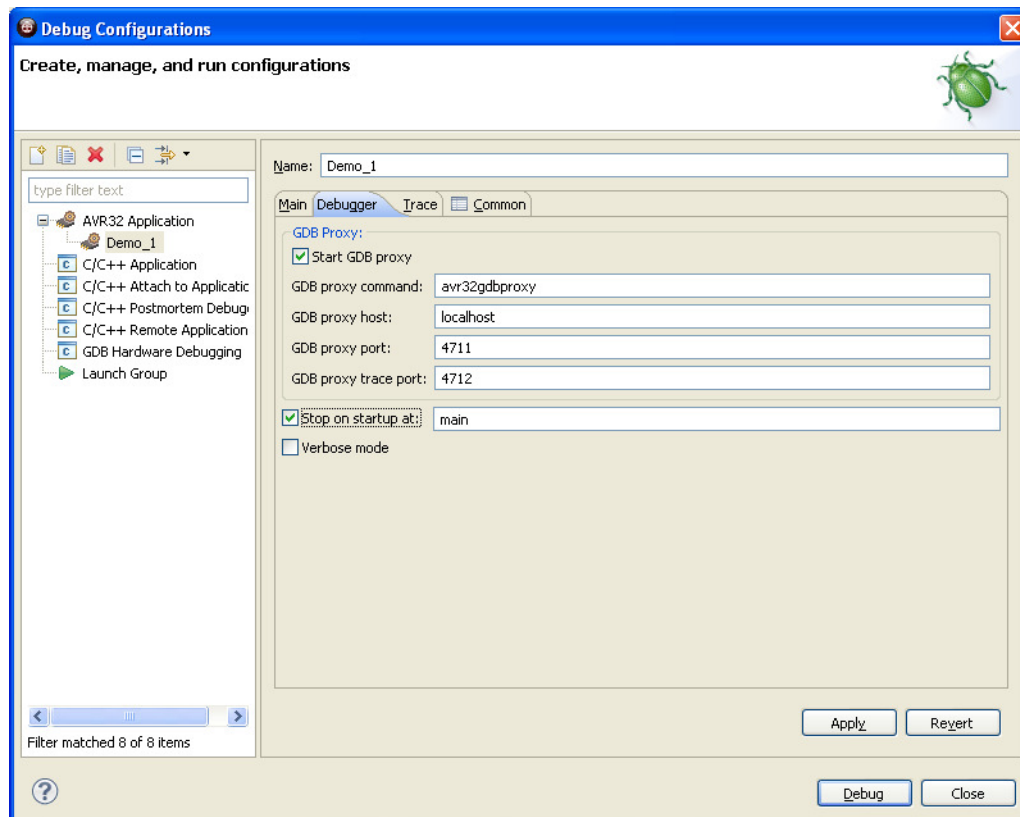 Debug Configurations
Create, manage, and run configurations
type filter text
AVR32 Application
Demo_1
C/C++ Application
C/C++ Attach to Applicatic
C/C++ Postmortem Debug
C/C++ Remote Application
GDB Hardware Debugging
Launch Group
Filter matched 8 of 8 items
Name: Demo_1
Main Debugger Trace Common
GDB Proxy:
Start GDB proxy
GDB proxy command: avr32gdbproxy
GDB proxy host: localhost
GDB proxy port: 4711
GDB proxy trace port: 4712
Stop on startup at: main
Verbose mode
Apply Revert
? Debug Close